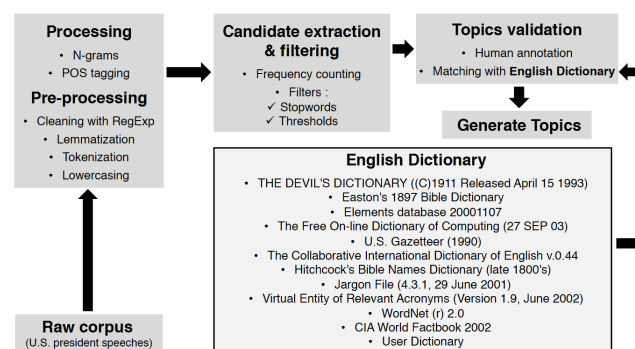 Processing
• N-grams
• POS tagging
Pre-processing
• Cleaning with RegExp
• Lemmatization
• Tokenization
• Lowercasing
Candidate extraction
& filtering
• Frequency counting
• Filters :
✓ Stopwords
✓ Thresholds
Topics validation
• Human annotation
• Matching with English Dictionary
Generate Topics
English Dictionary
• THE DEVIL'S DICTIONARY ((C)1911 Released April 15 1993)
• Easton's 1897 Bible Dictionary
• Elements database 20001107
• The Free On-line Dictionary of Computing (27 SEP 03)
• U.S. Gazetteer (1990)
• The Collaborative International Dictionary of English v.0.44
• Hitchcock's Bible Names Dictionary (late 1800's)
• Jargon File (4.3.1, 29 June 2001)
• Virtual Entity of Relevant Acronyms (Version 1.9, June 2002)
• WordNet (r) 2.0
• CIA World Factbook 2002
• User Dictionary
Raw corpus
(U.S. president speeches)